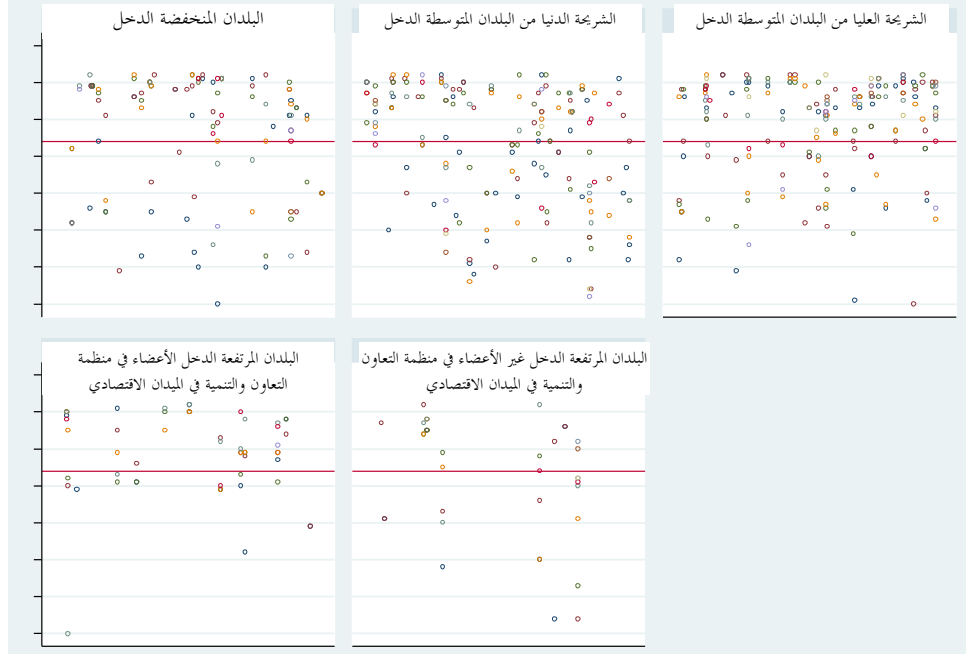 البلدان المنخفضة الدخل
الشريحة الدنيا من البلدان المتوسطة الدخل
الشريحة العليا من البلدان المتوسطة الدخل
البلدان المرتفعة الدخل الأعضاء في منظمة
التعاون والتنمية في الميدان الاقتصادي
البلدان المرتفعة الدخل غير الأعضاء في منظمة التعاون
والتنمية في الميدان الاقتصادي